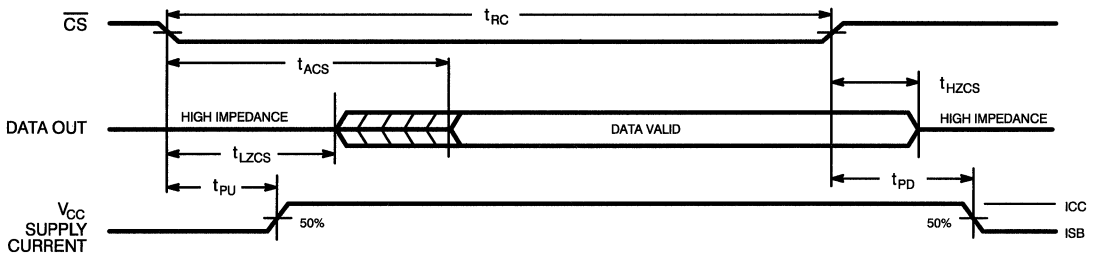 CS
tRC
tACS
tHZCS
DATA OUT
HIGH IMPEDANCE
DATA VALID
HIGH IMPEDANCE
tLZCS
tPU
tPD
VCC
SUPPLY
CURRENT
50%
50%
ICC
ISB